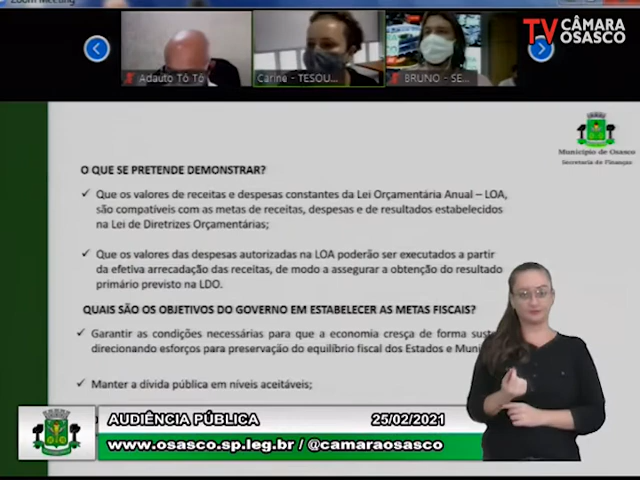 Zoom Meeting
TV CÂMARA
OSASCO
Adauto Tô Tô
Carine - TESOU...
BRUNO - SE...
Município de Osasco
Secretaria de Finanças
O QUE SE PRETENDE DEMONSTRAR?
✓ Que os valores de receitas e despesas constantes da Lei Orçamentária Anual – LOA,
são compatíveis com as metas de receitas, despesas e de resultados estabelecidos
na Lei de Diretrizes Orçamentárias;
✓ Que os valores das despesas autorizadas na LOA poderão ser executados a partir
da efetiva arrecadação das receitas, de modo a assegurar a obtenção do resultado
primário previsto na LDO.
QUAIS SÃO OS OBJETIVOS DO GOVERNO EM ESTABELECER AS METAS FISCAIS?
✓ Garantir as condições necessárias para que a economia cresça de forma
direcionando esforços para preservação do equilíbrio fiscal dos Estados e
✓ Manter a dívida pública em níveis aceitáveis;
AUDIÊNCIA PÚBLICA 25/02/2021
www.osasco.sp.leg.br / @camaraosasco